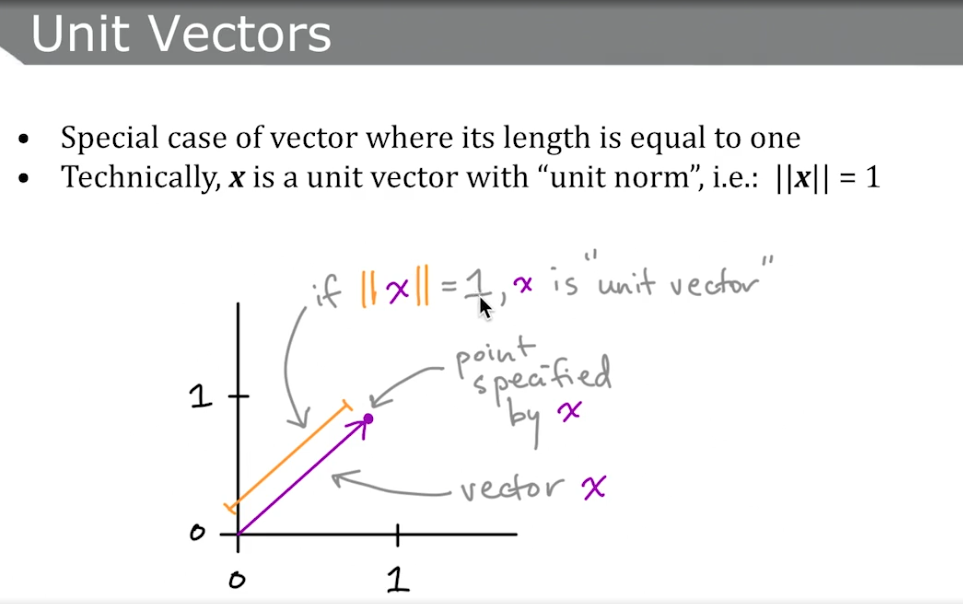 Unit Vectors
• Special case of vector where its length is equal to one
• Technically, x is a unit vector with “unit norm”, i.e.: ||x|| = 1
if ||x|| = 1, x is "unit vector"
point
specified
by x
1
vector x
0
0 1